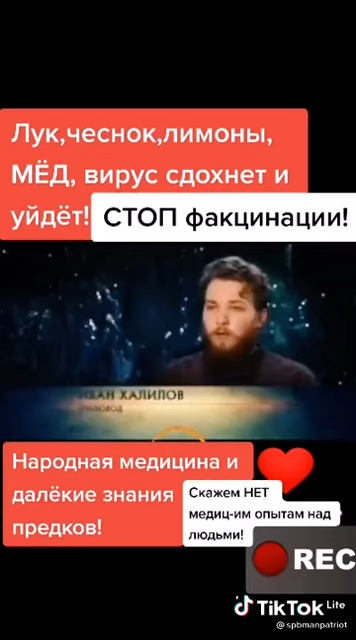 Лук,чеснок,лимоны,
МЁД, вирус сдохнет и
уйдёт!
СТОП факцинации!
ИВАН ХАЛИЛОВ
Народная медицина и
далёкие знания
предков!
Скажем НЕТ
медиц-им опытам над
людьми!
REC
TikTok Lite
@spbmanpatriot